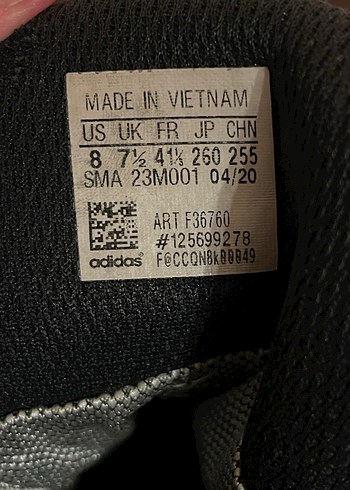 MADE IN VIETNAM
US UK FR JP CHN
8 7½ 41⅓ 260 255
SMA 23M001 04/20
ART F36760
#125699278
adidas